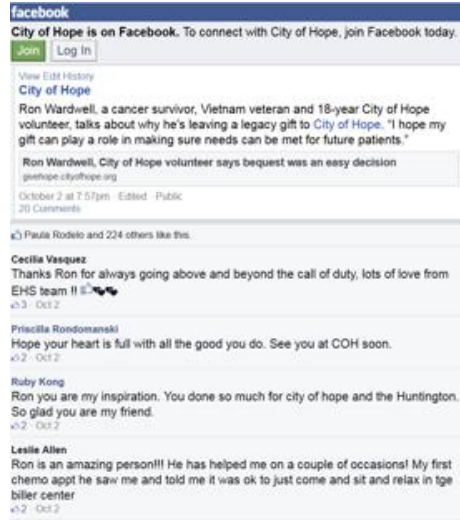 facebook
City of Hope is on Facebook. To connect with City of Hope, join Facebook today.
Join Log In
View Edit History
City of Hope
Ron Wardwell, a cancer survivor, Vietnam veteran and 18-year City of Hope
volunteer, talks about why he's leaving a legacy gift to City of Hope. "I hope my
gift can play a role in making sure needs can be met for future patients."
Ron Wardwell, City of Hope volunteer says bequest was an easy decision
givehope.cityofhope.org
October 2 at 7:57pm · Edited · Public
20 Comments
Paula Rodelo and 224 others like this.
Cecilia Vasquez
Thanks Ron for always going above and beyond the call of duty, lots of love from
EHS team !!
3 · Oct 2
Priscilla Rondomanski
Hope your heart is full with all the good you do. See you at COH soon.
2 · Oct 2
Ruby Kong
Ron you are my inspiration. You done so much for city of hope and the Huntington.
So glad you are my friend.
2 · Oct 2
Leslie Allen
Ron is an amazing person!!! He has helped me on a couple of occasions! My first
chemo appt he saw me and told me it was ok to just come and sit and relax in tge
biller center
2 · Oct 2